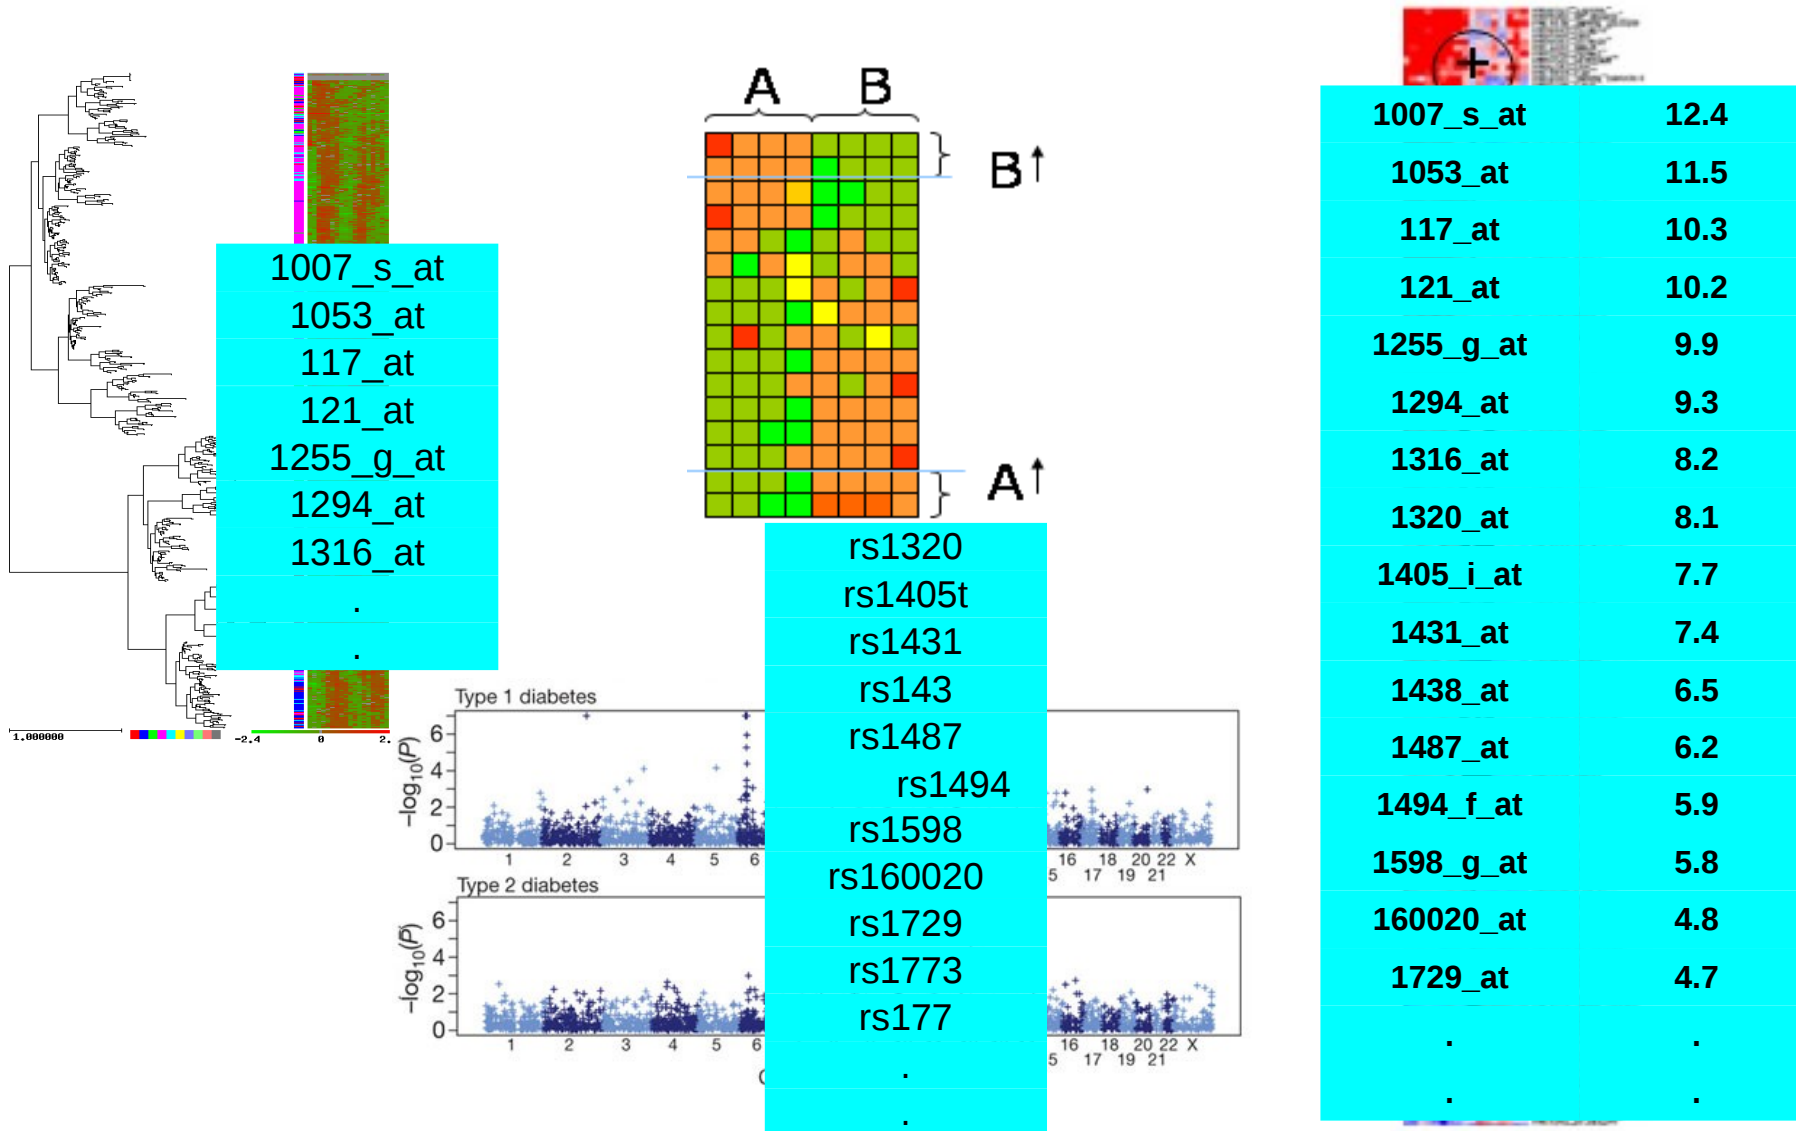 A B
B↑
A↑
1.000000
-2.4 0 2.
1007_s_at
1053_at
117_at
121_at
1255_g_at
1294_at
1316_at
.
.
rs1320
rs1405t
rs1431
rs143
rs1487
rs1494
rs1598
rs160020
rs1729
rs1773
rs177
.
.
Type 1 diabetes
−log10(P)
6
4
2
0
1 2 3 4 5 6 16 18 20 22 X
5 17 19 21
Type 2 diabetes
−log10(P)
6
4
2
0
1 2 3 4 5 6 16 18 20 22 X
5 17 19 21
1007_s_at 12.4
1053_at 11.5
117_at 10.3
121_at 10.2
1255_g_at 9.9
1294_at 9.3
1316_at 8.2
1320_at 8.1
1405_i_at 7.7
1431_at 7.4
1438_at 6.5
1487_at 6.2
1494_f_at 5.9
1598_g_at 5.8
160020_at 4.8
1729_at 4.7
. .
. .